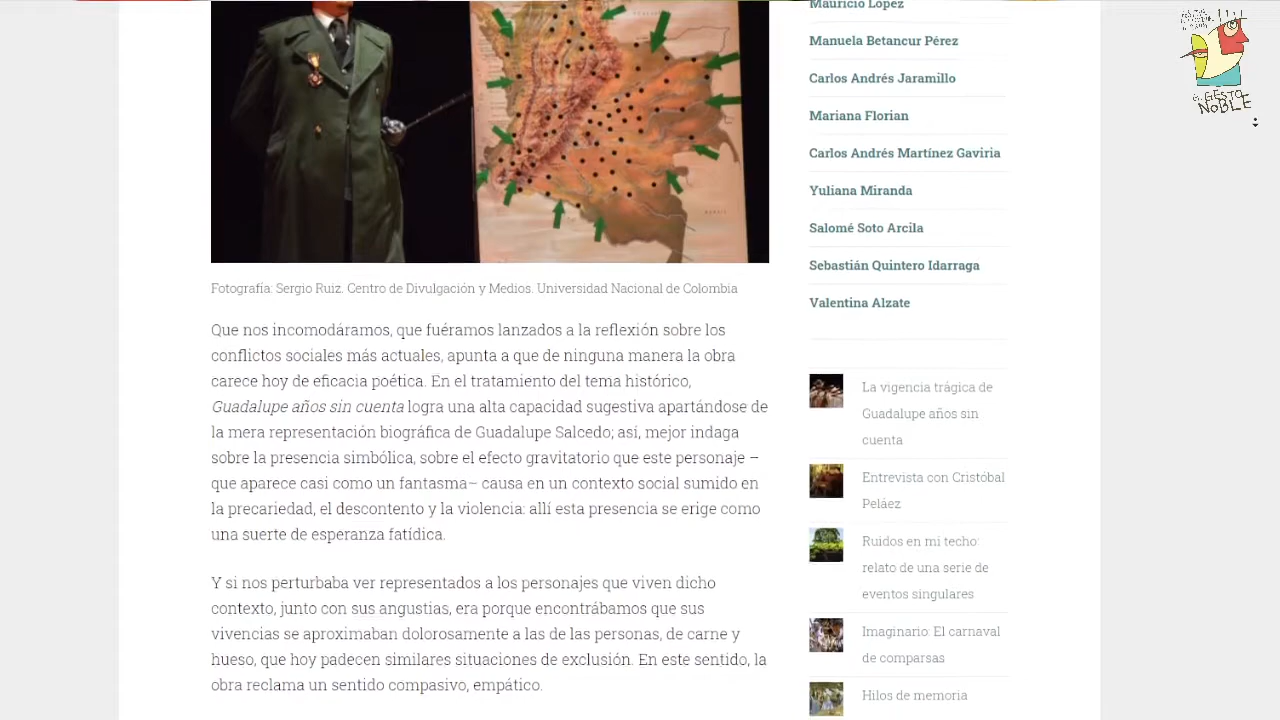 Fotografía: Sergio Ruiz. Centro de Divulgación y Medios. Universidad Nacional de Colombia
Que nos incomodáramos, que fuéramos lanzados a la reflexión sobre los
conflictos sociales más actuales, apunta a que de ninguna manera la obra
carece hoy de eficacia poética. En el tratamiento del tema histórico,
Guadalupe años sin cuenta logra una alta capacidad sugestiva apartándose de
la mera representación biográfica de Guadalupe Salcedo; así, mejor indaga
sobre la presencia simbólica, sobre el efecto gravitatorio que este personaje –
que aparece casi como un fantasma– causa en un contexto social sumido en
la precariedad, el descontento y la violencia: allí esta presencia se erige como
una suerte de esperanza fatídica.
Y si nos perturbaba ver representados a los personajes que viven dicho
contexto, junto con sus angustias, era porque encontrábamos que sus
vivencias se aproximaban dolorosamente a las de las personas, de carne y
hueso, que hoy padecen similares situaciones de exclusión. En este sentido, la
obra reclama un sentido compasivo, empático.
Mauricio López
Manuela Betancur Pérez
Carlos Andrés Jaramillo
Mariana Florian
Carlos Andrés Martínez Gaviria
Yuliana Miranda
Salomé Soto Arcila
Sebastián Quintero Idarraga
Valentina Alzate
La vigencia trágica de
Guadalupe años sin
cuenta
Entrevista con Cristóbal
Peláez
Ruidos en mi techo:
relato de una serie de
eventos singulares
Imaginario: El carnaval
de comparsas
Hilos de memoria